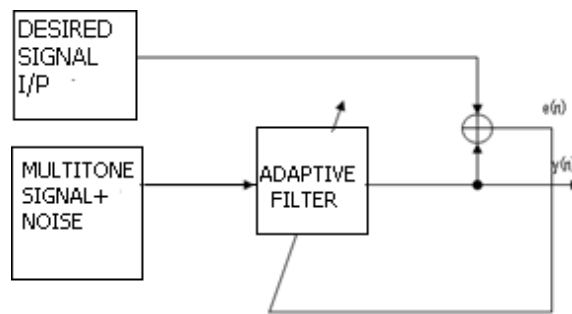 DESIRED
SIGNAL
I/P
MULTITONE
SIGNAL+
NOISE
ADAPTIVE
FILTER
e(n)
y(n)